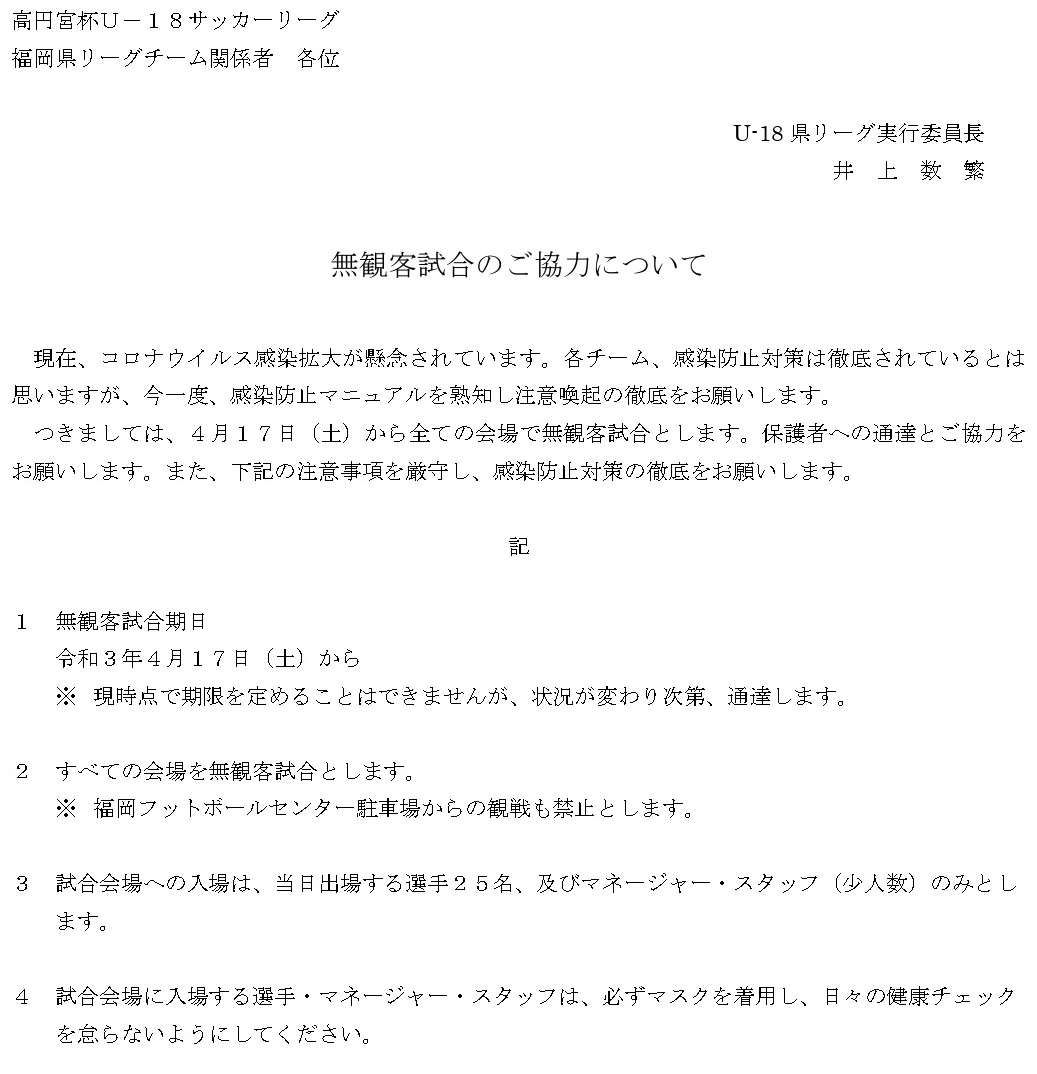 高円宮杯Ｕ－１８サッカーリーグ
福岡県リーグチーム関係者　各位
U-18 県リーグ実行委員長
井　上　数　繁
無観客試合のご協力について
　現在、コロナウイルス感染拡大が懸念されています。各チーム、感染防止対策は徹底されているとは
思いますが、今一度、感染防止マニュアルを熟知し注意喚起の徹底をお願いします。
　つきましては、４月１７日（土）から全ての会場で無観客試合とします。保護者への通達とご協力を
お願いします。また、下記の注意事項を厳守し、感染防止対策の徹底をお願いします。
記
１　無観客試合期日
令和３年４月１７日（土）から
※ 現時点で期限を定めることはできませんが、状況が変わり次第、通達します。
２　すべての会場を無観客試合とします。
※ 福岡フットボールセンター駐車場からの観戦も禁止とします。
３　試合会場への入場は、当日出場する選手２５名、及びマネージャー・スタッフ（少人数）のみとし
ます。
４　試合会場に入場する選手・マネージャー・スタッフは、必ずマスクを着用し、日々の健康チェック
を怠らないようにしてください。